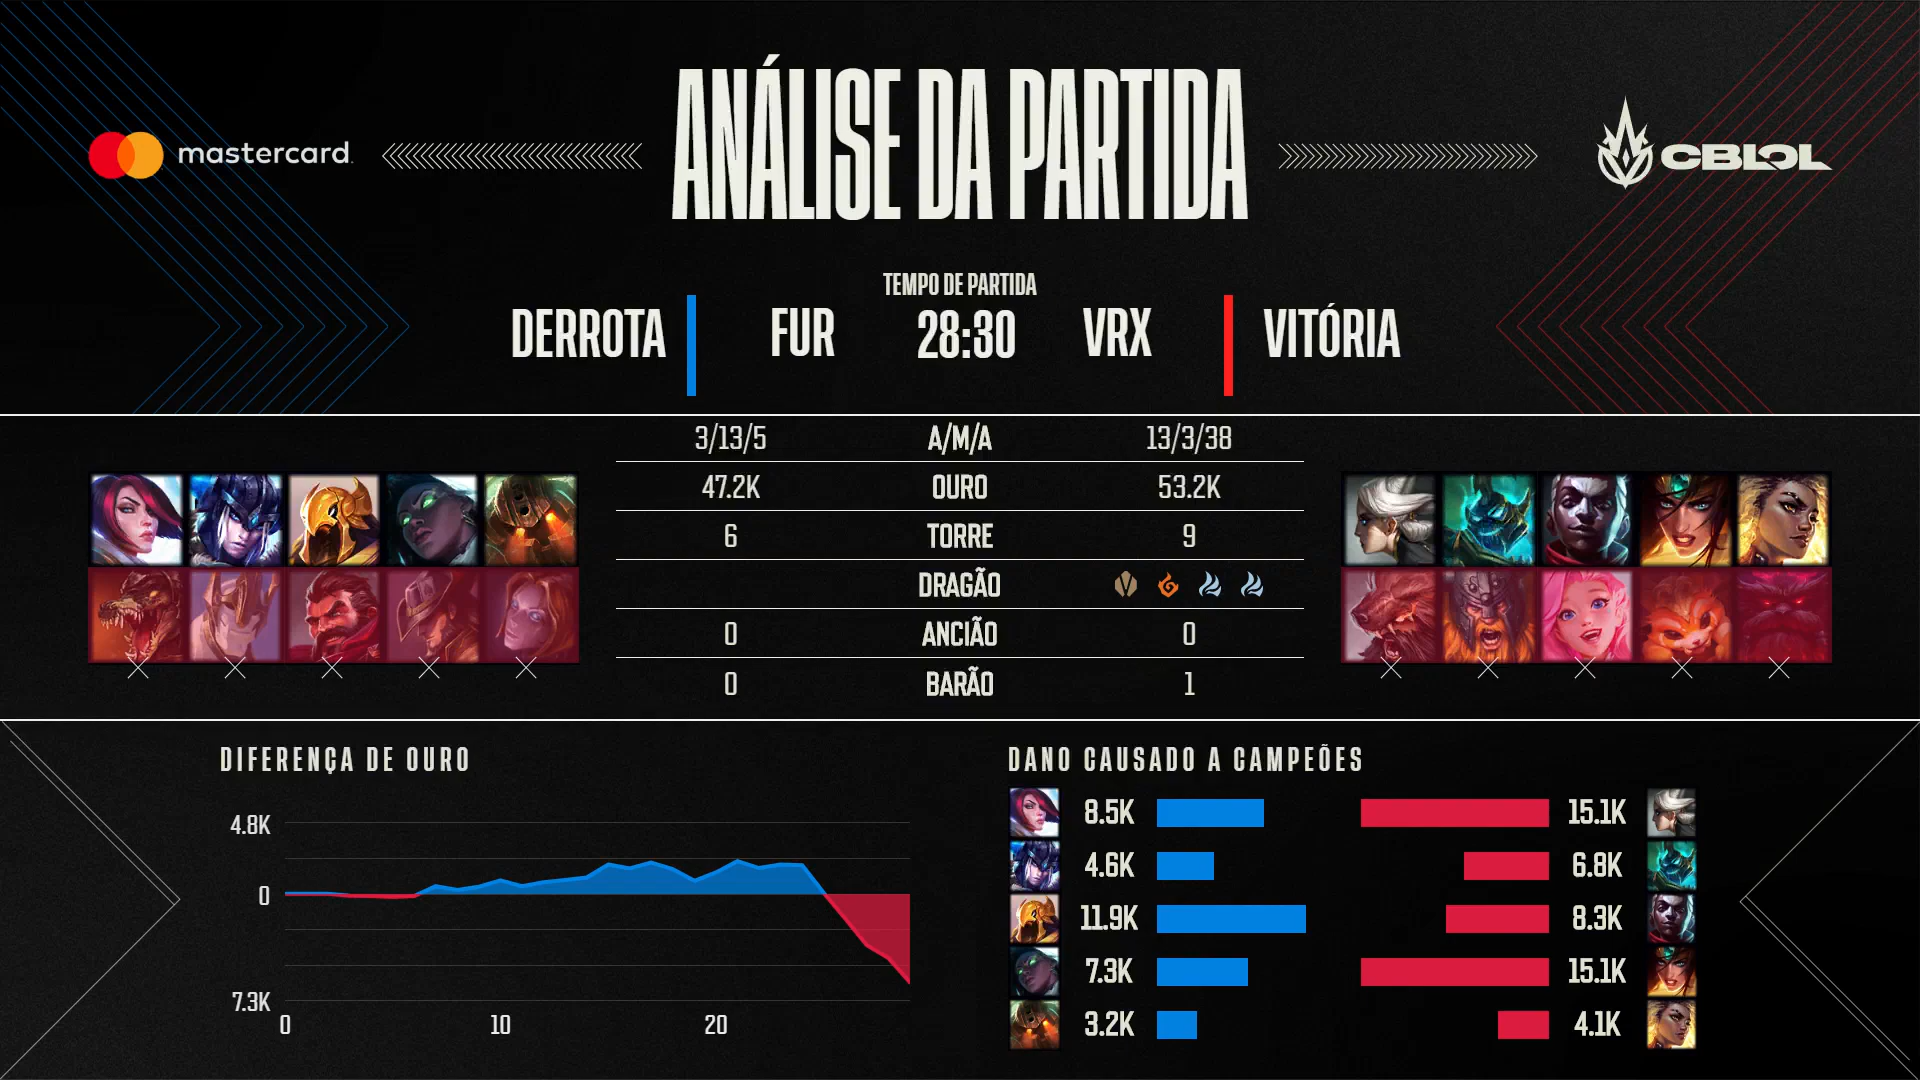 ANÁLISE DA PARTIDA
mastercard.
CBLOL
TEMPO DE PARTIDA
DERROTA FUR 28:30 VRX VITÓRIA
3/13/5 A/M/A 13/3/38
47.2K OURO 53.2K
6 TORRE 9
DRAGÃO
0 ANCIÃO 0
0 BARÃO 1
DIFERENÇA DE OURO
4.8K
0
7.3K
0 10 20
DANO CAUSADO A CAMPEÕES
8.5K 15.1K
4.6K 6.8K
11.9K 8.3K
7.3K 15.1K
3.2K 4.1K